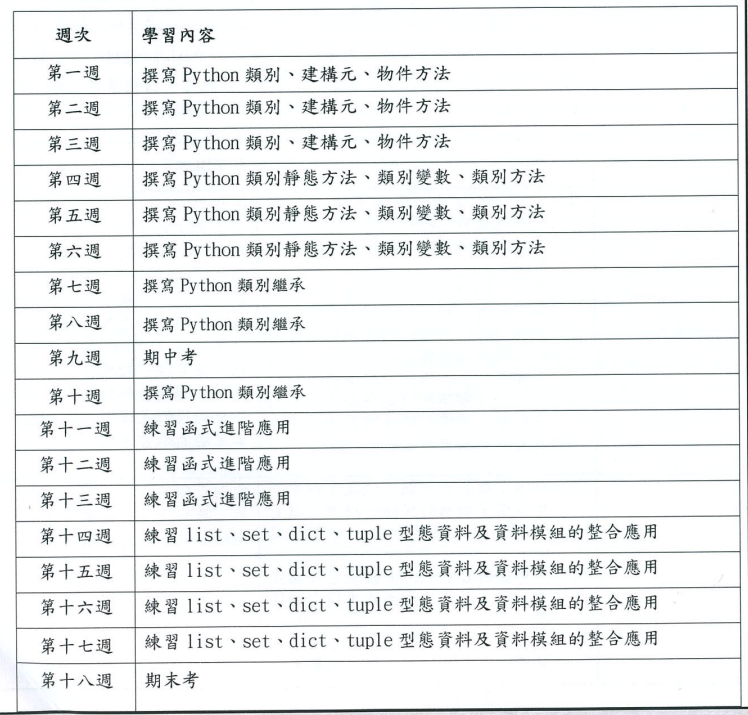 週次 學習內容
第一週 撰寫 Python 類別、建構元、物件方法
第二週 撰寫 Python 類別、建構元、物件方法
第三週 撰寫 Python 類別、建構元、物件方法
第四週 撰寫 Python 類別靜態方法、類別變數、類別方法
第五週 撰寫 Python 類別靜態方法、類別變數、類別方法
第六週 撰寫 Python 類別靜態方法、類別變數、類別方法
第七週 撰寫 Python 類別繼承
第八週 撰寫 Python 類別繼承
第九週 期中考
第十週 撰寫 Python 類別繼承
第十一週 練習函式進階應用
第十二週 練習函式進階應用
第十三週 練習函式進階應用
第十四週 練習 list、set、dict、tuple 型態資料及資料模組的整合應用
第十五週 練習 list、set、dict、tuple 型態資料及資料模組的整合應用
第十六週 練習 list、set、dict、tuple 型態資料及資料模組的整合應用
第十七週 練習 list、set、dict、tuple 型態資料及資料模組的整合應用
第十八週 期末考